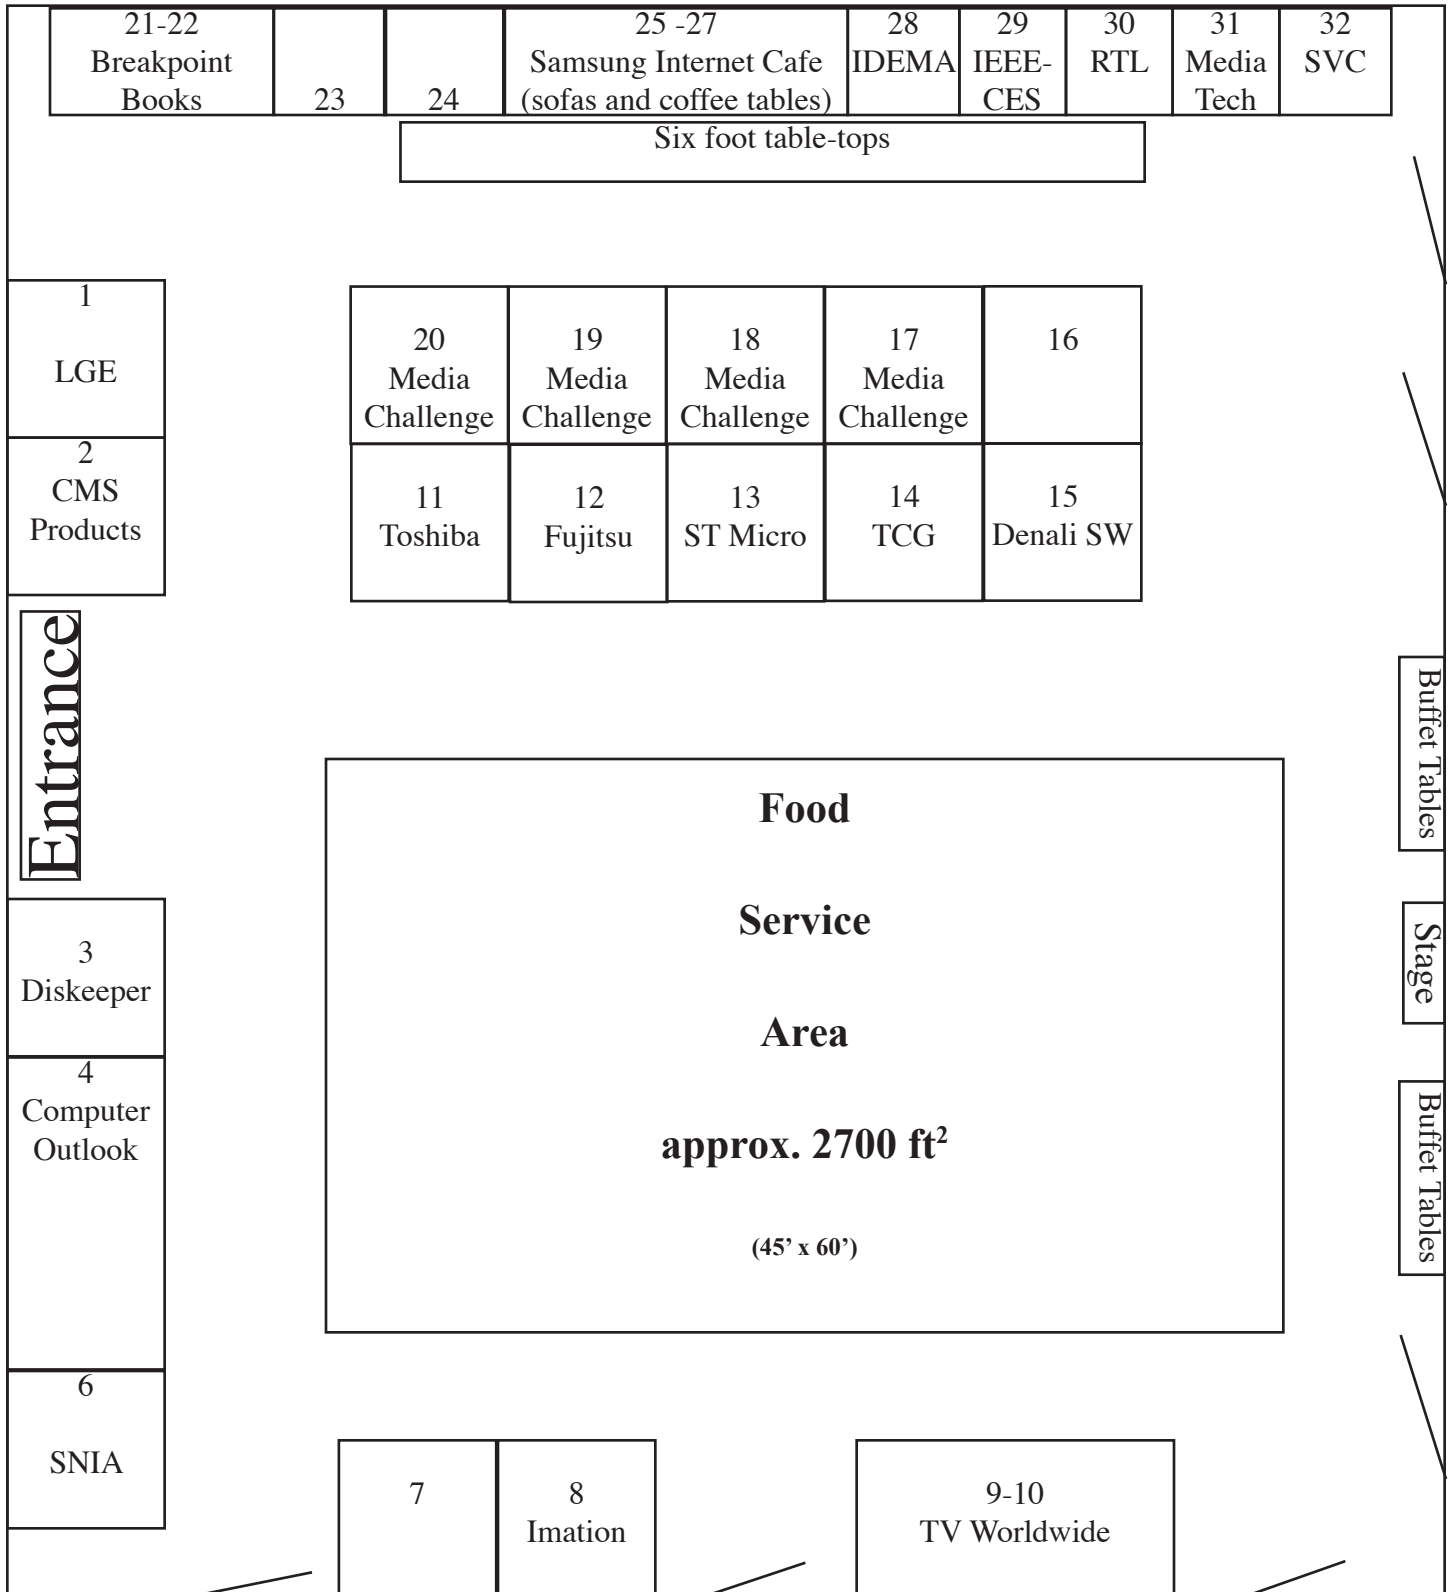 21-22
Breakpoint
Books
23
24
25 -27
Samsung Internet Cafe
(sofas and coffee tables)
28
IDEMA
29
IEEE-
CES
30
RTL
31
Media
Tech
32
SVC
Six foot table-tops
1
LGE
2
CMS
Products
20
Media
Challenge
19
Media
Challenge
18
Media
Challenge
17
Media
Challenge
16
11
Toshiba
12
Fujitsu
13
ST Micro
14
TCG
15
Denali SW
Entrance
Buffet Tables
Food
Service
Area
approx. 2700 ft²
(45’ x 60’)
Stage
Buffet Tables
3
Diskeeper
4
Computer
Outlook
6
SNIA
7
8
Imation
9-10
TV Worldwide